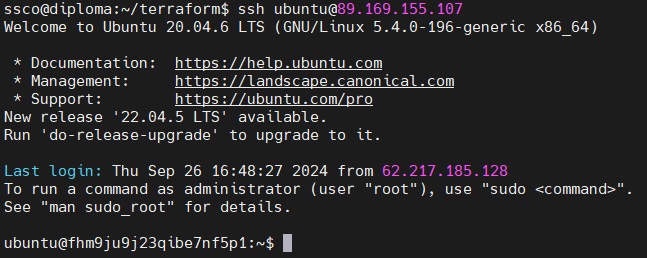 ssco@diploma:~/terraform$ ssh ubuntu@89.169.155.107
Welcome to Ubuntu 20.04.6 LTS (GNU/Linux 5.4.0-196-generic x86_64)
* Documentation:  https://help.ubuntu.com
* Management:     https://landscape.canonical.com
* Support:        https://ubuntu.com/pro
New release '22.04.5 LTS' available.
Run 'do-release-upgrade' to upgrade to it.
Last login: Thu Sep 26 16:48:27 2024 from 62.217.185.128
To run a command as administrator (user "root"), use "sudo <command>".
See "man sudo_root" for details.
ubuntu@fhm9ju9j23qibe7nf5p1:~$